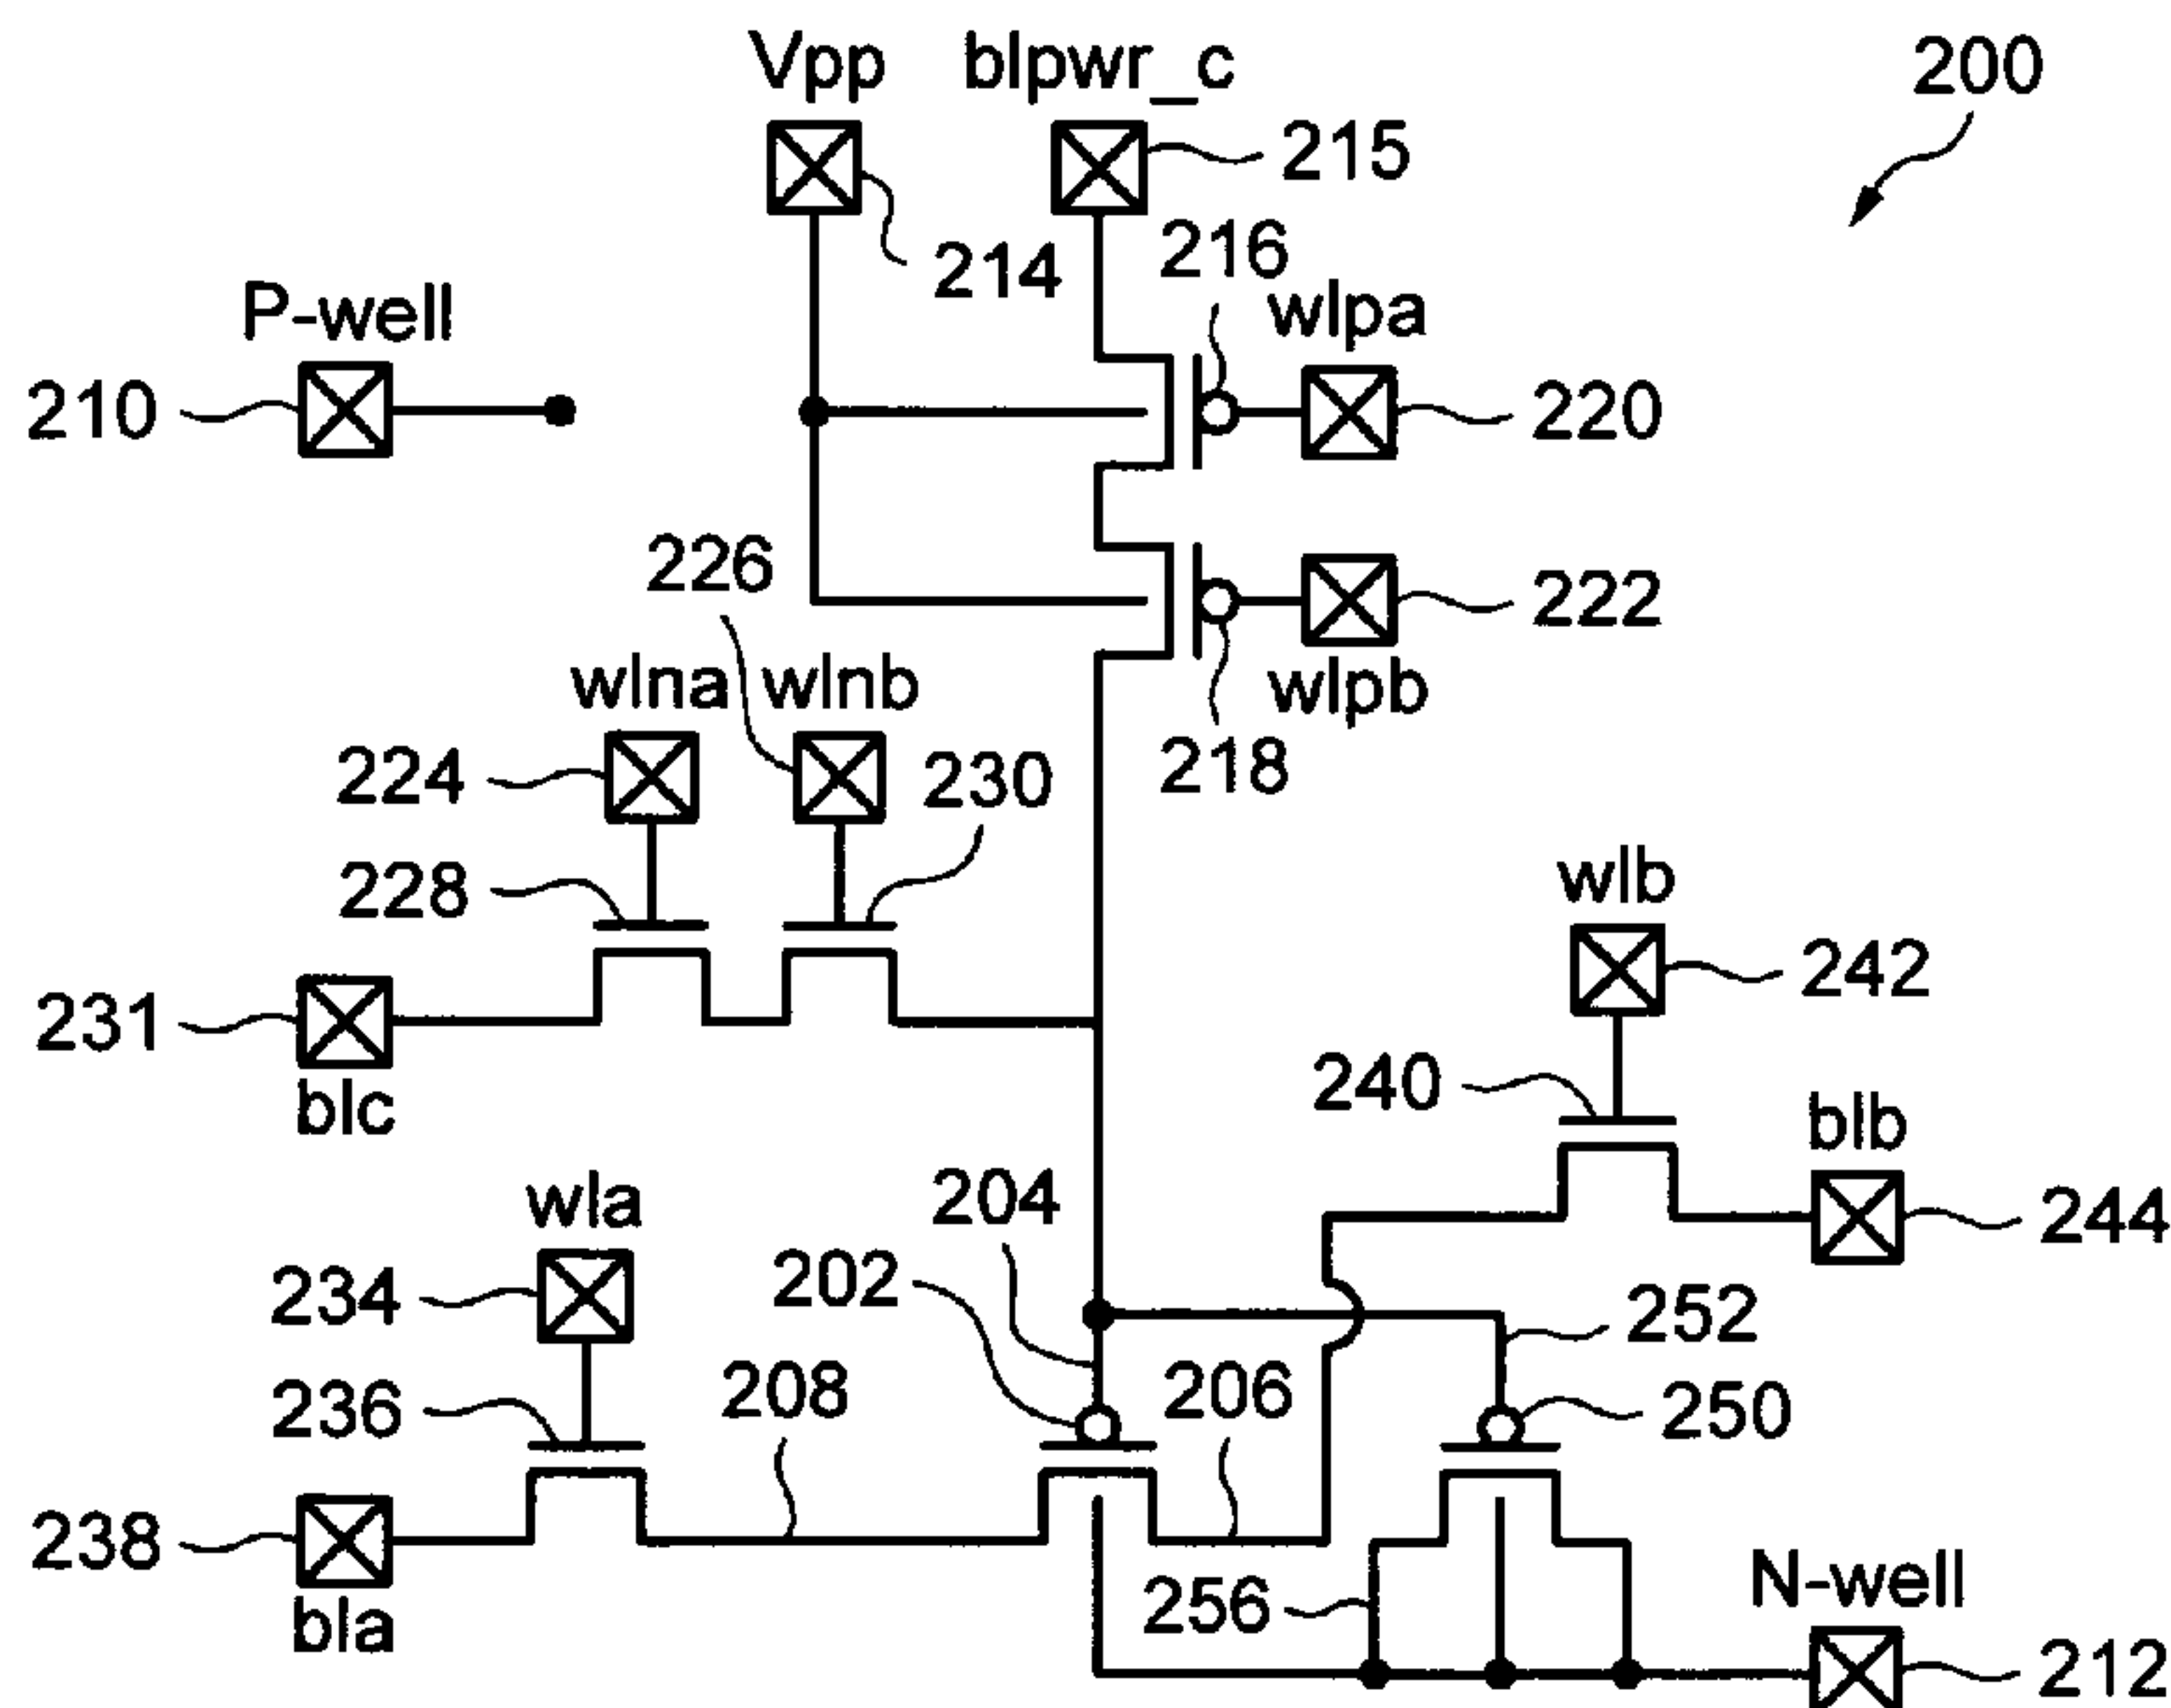 Vpp blpwr_c
200
215
216
214
P-well
wlpa
210
220
226
222
wlna wlnb
wlpb
224
230
218
228
wlb
242
231
240
blc
blb
wla
204
244
234
202
252
236
208
206
250
238
256
N-well
bla
212